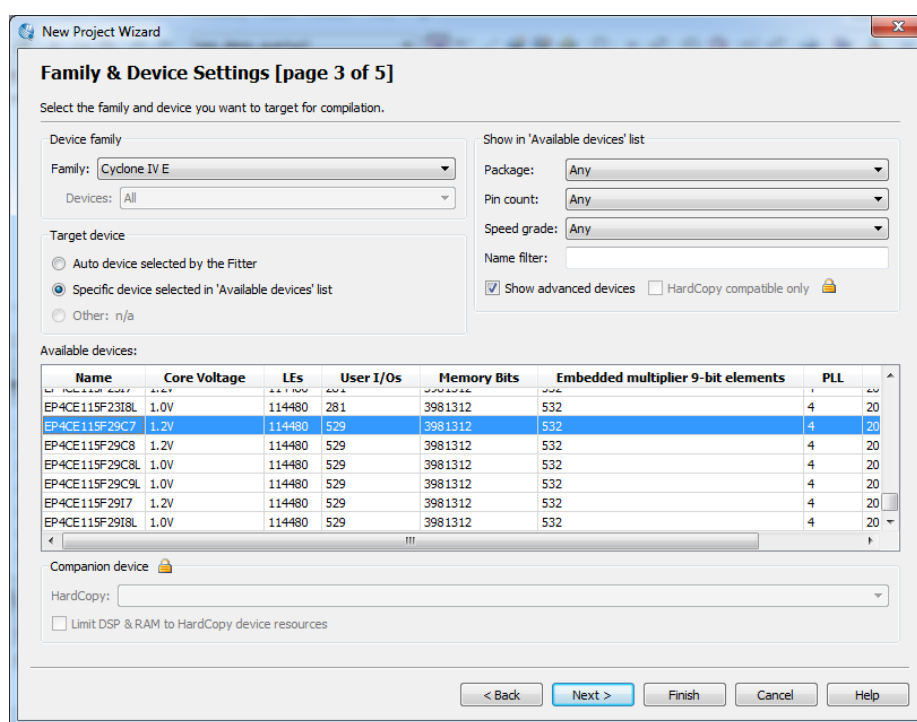 New Project Wizard
Family & Device Settings [page 3 of 5]
Select the family and device you want to target for compilation.
Device family
Family: Cyclone IV E
Devices: All
Show in 'Available devices' list
Package: Any
Pin count: Any
Speed grade: Any
Name filter:
Show advanced devices HardCopy compatible only
Target device
Auto device selected by the Fitter
Specific device selected in 'Available devices' list
Other: n/a
Available devices:
Name Core Voltage LEs User I/Os Memory Bits Embedded multiplier 9-bit elements PLL
EP4CE115F23I8L 1.0V 114480 281 3981312 532 4 20
EP4CE115F29C7 1.2V 114480 529 3981312 532 4 20
EP4CE115F29C8 1.2V 114480 529 3981312 532 4 20
EP4CE115F29C8L 1.0V 114480 529 3981312 532 4 20
EP4CE115F29C9L 1.0V 114480 529 3981312 532 4 20
EP4CE115F29I7 1.2V 114480 529 3981312 532 4 20
EP4CE115F29I8L 1.0V 114480 529 3981312 532 4 20
Companion device
HardCopy:
Limit DSP & RAM to HardCopy device resources
< Back Next > Finish Cancel Help